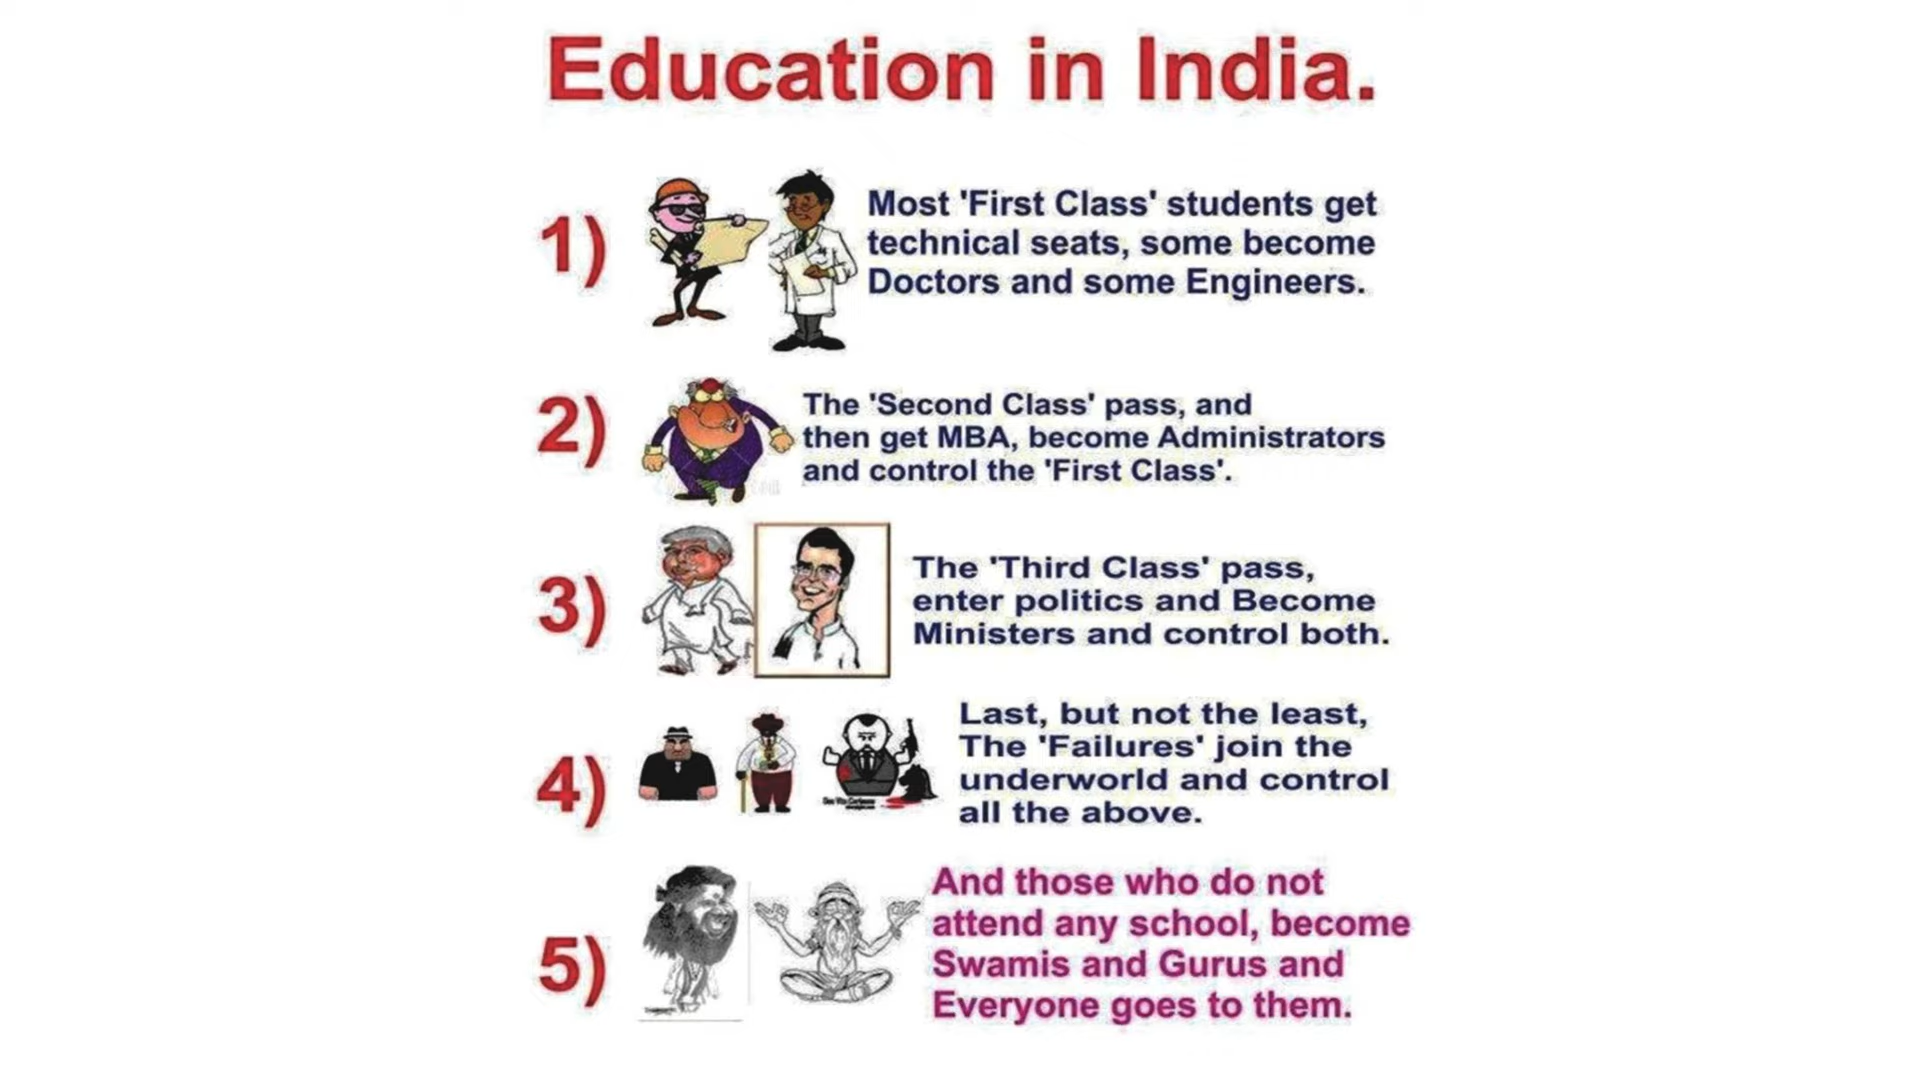 Education in India.
1)
Most 'First Class' students get
technical seats, some become
Doctors and some Engineers.
2)
The 'Second Class' pass, and
then get MBA, become Administrators
and control the 'First Class'.
3)
The 'Third Class' pass,
enter politics and Become
Ministers and control both.
4)
Last, but not the least,
The 'Failures' join the
underworld and control
all the above.
5)
And those who do not
attend any school, become
Swamis and Gurus and
Everyone goes to them.